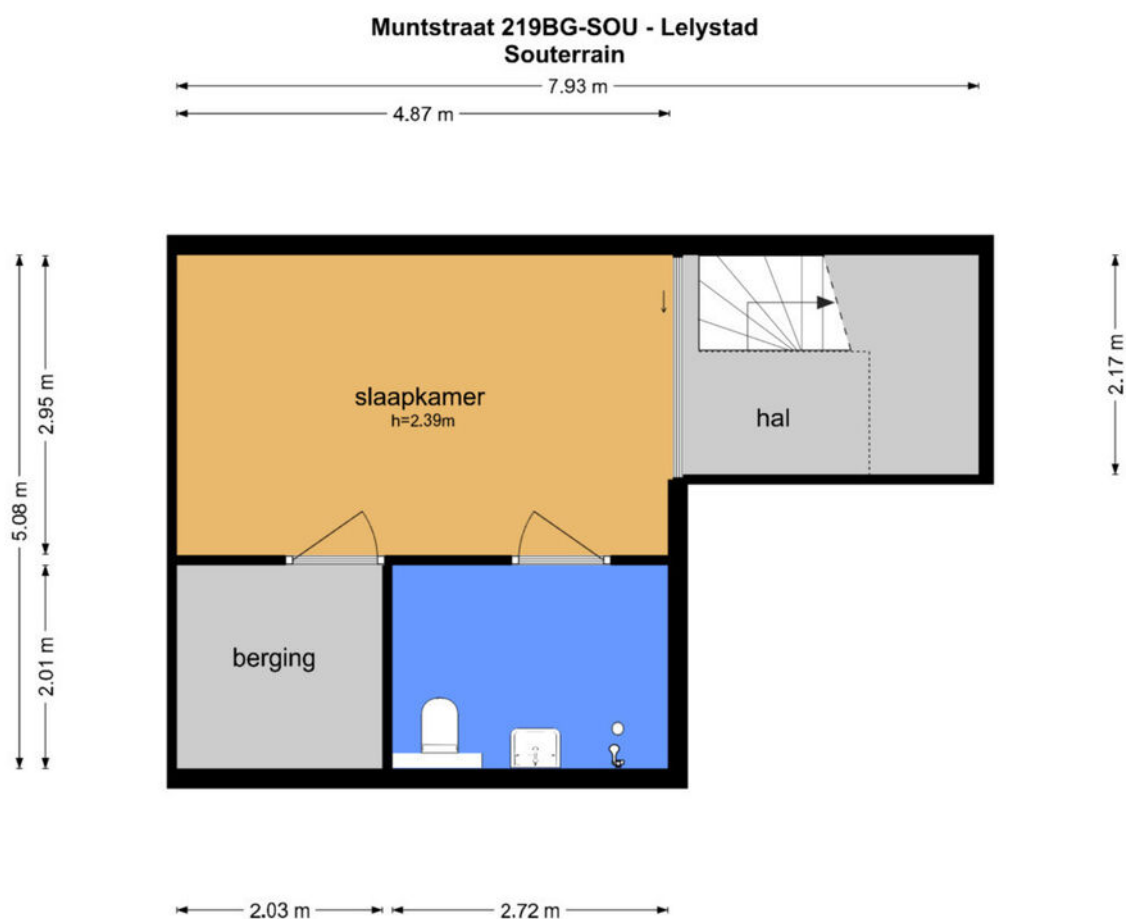 Muntstraat 219BG-SOU - Lelystad
Souterrain
7.93 m
4.87 m
5.08 m
2.95 m
2.17 m
slaapkamer
h=2.39m
hal
2.01 m
berging
2.03 m
2.72 m